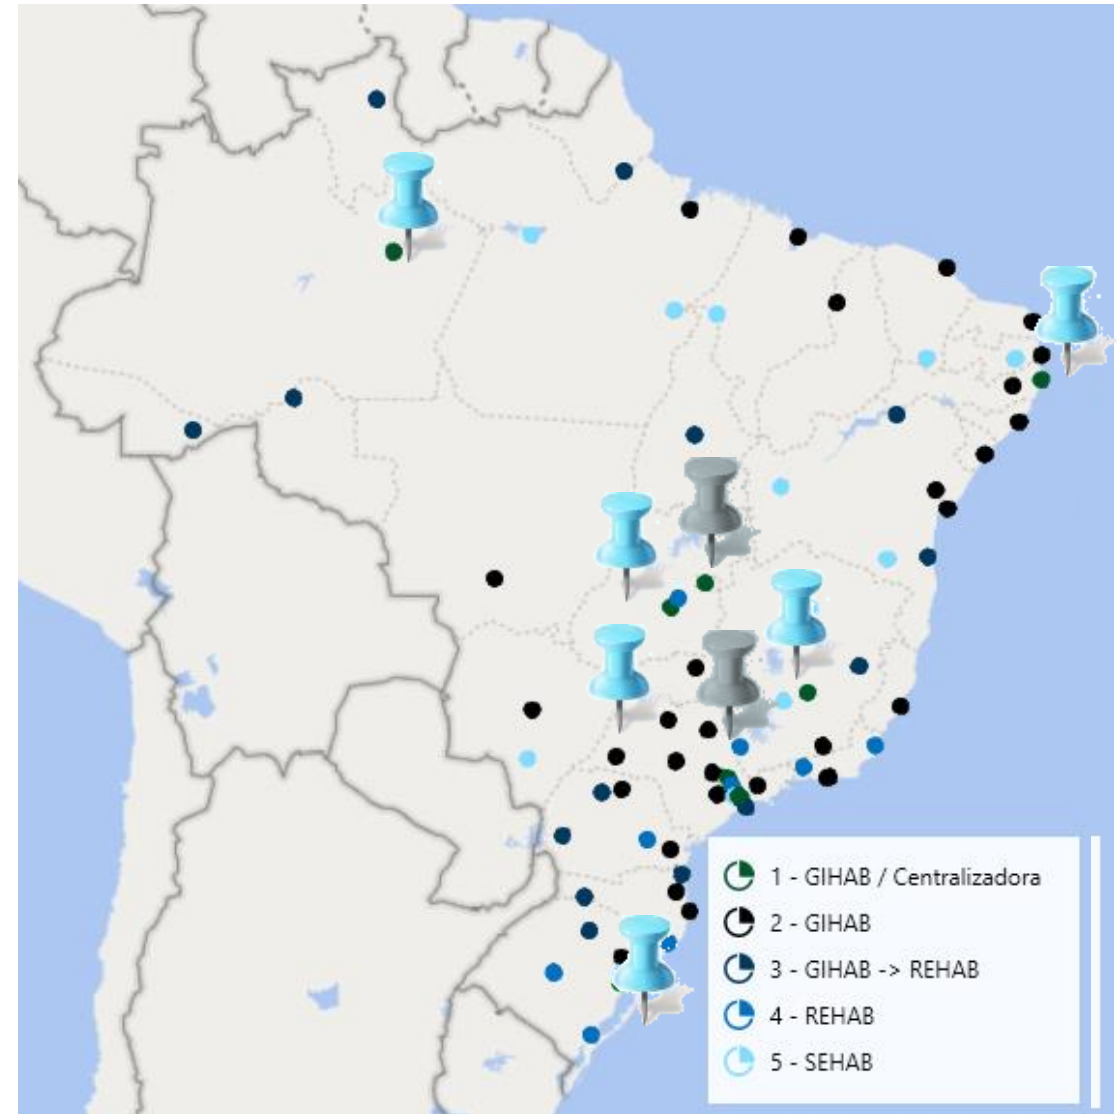 1 - GIHAB / Centralizadora
2 - GIHAB
3 - GIHAB -> REHAB
4 - REHAB
5 - SEHAB